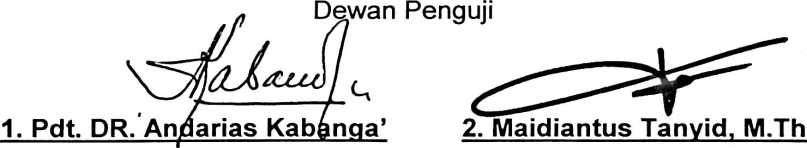 Dewan Penguji
1. Pdt. DR. Andarias Kabanga' 2. Maidiantus Tanyid, M.Th